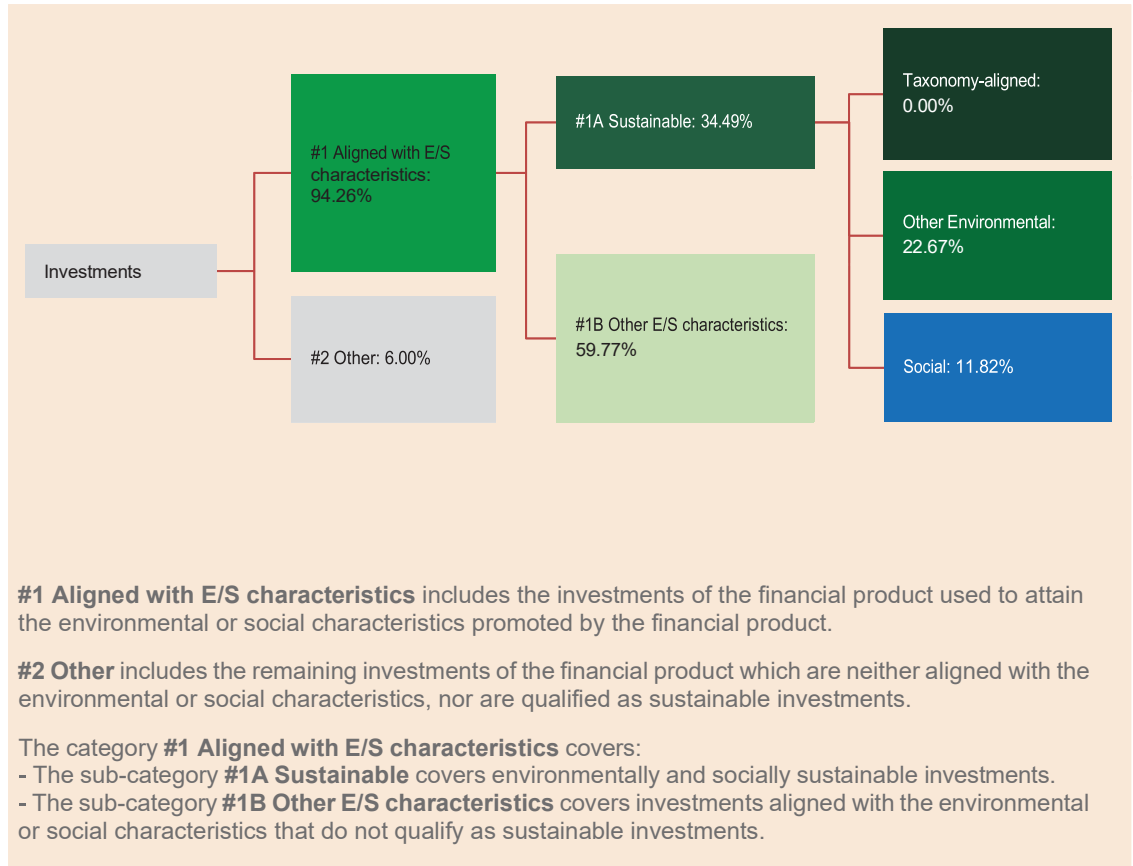 Investments
#1 Aligned with E/S
characteristics:
94.26%
#2 Other: 6.00%
#1A Sustainable: 34.49%
#1B Other E/S characteristics:
59.77%
Taxonomy-aligned:
0.00%
Other Environmental:
22.67%
Social: 11.82%
#1 Aligned with E/S characteristics includes the investments of the financial product used to attain
the environmental or social characteristics promoted by the financial product.
#2 Other includes the remaining investments of the financial product which are neither aligned with the
environmental or social characteristics, nor are qualified as sustainable investments.
The category #1 Aligned with E/S characteristics covers:
- The sub-category #1A Sustainable covers environmentally and socially sustainable investments.
- The sub-category #1B Other E/S characteristics covers investments aligned with the environmental
or social characteristics that do not qualify as sustainable investments.